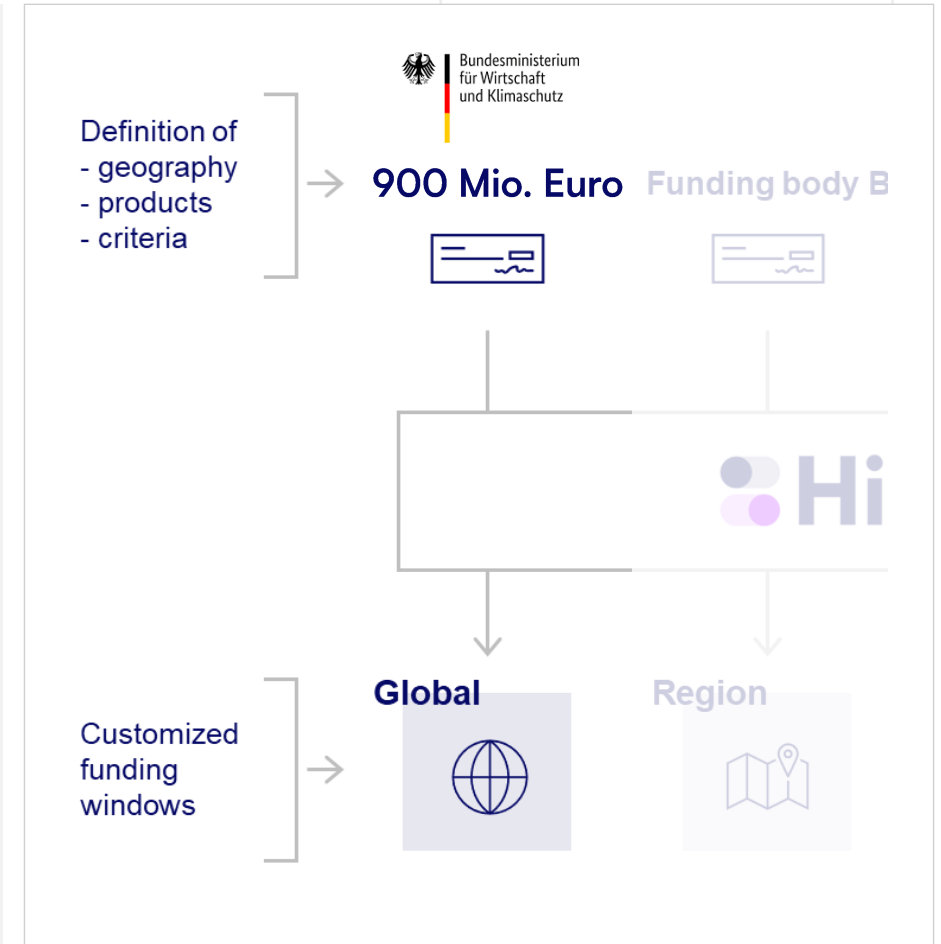 Bundesministerium
für Wirtschaft
und Klimaschutz
Definition of
- geography
- products
- criteria
900 Mio. Euro
Funding body B
Hi
Global
Region
Customized
funding
windows